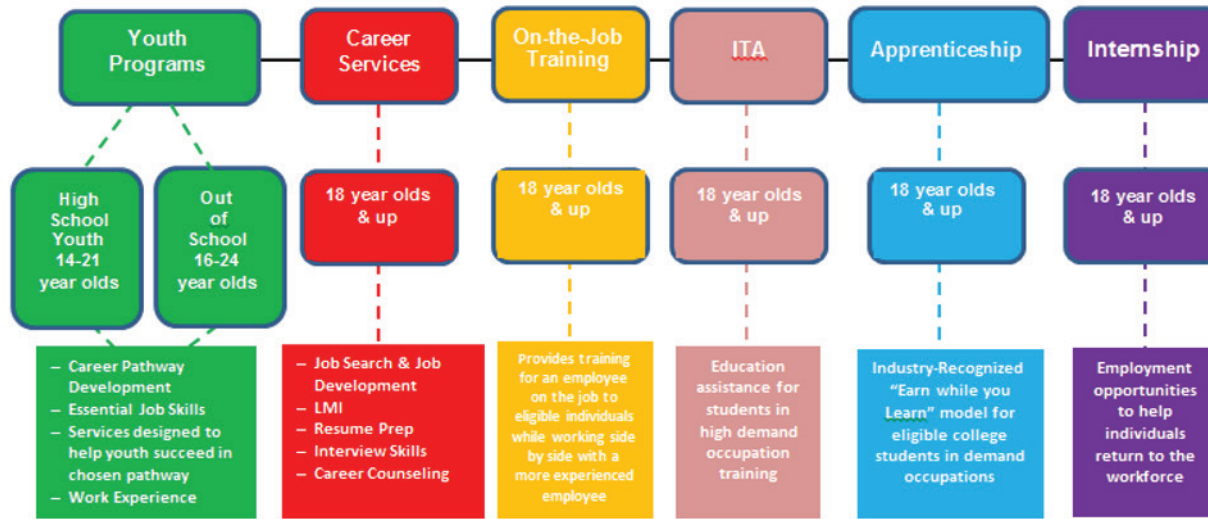 Youth
Programs
Career
Services
On-the-Job
Training
ITA
Apprenticeship
Internship
High
School
Youth
14-21
year olds
Out
of
School
16-24
year olds
18 year olds
& up
18 year olds
& up
18 year olds
& up
18 year olds
& up
18 year olds
& up
– Career Pathway
Development
– Essential Job Skills
– Services designed to
help youth succeed in
chosen pathway
– Work Experience
– Job Search & Job
Development
– LMI
– Resume Prep
– Interview Skills
– Career Counseling
Provides training
for an employee
on the job to
eligible individuals
while working side
by side with a
more experienced
employee
Education
assistance for
students in
high demand
occupation
training
Industry-Recognized
“Earn while you
Learn” model for
eligible college
students in demand
occupations
Employment
opportunities
to help
individuals
return to the
workforce